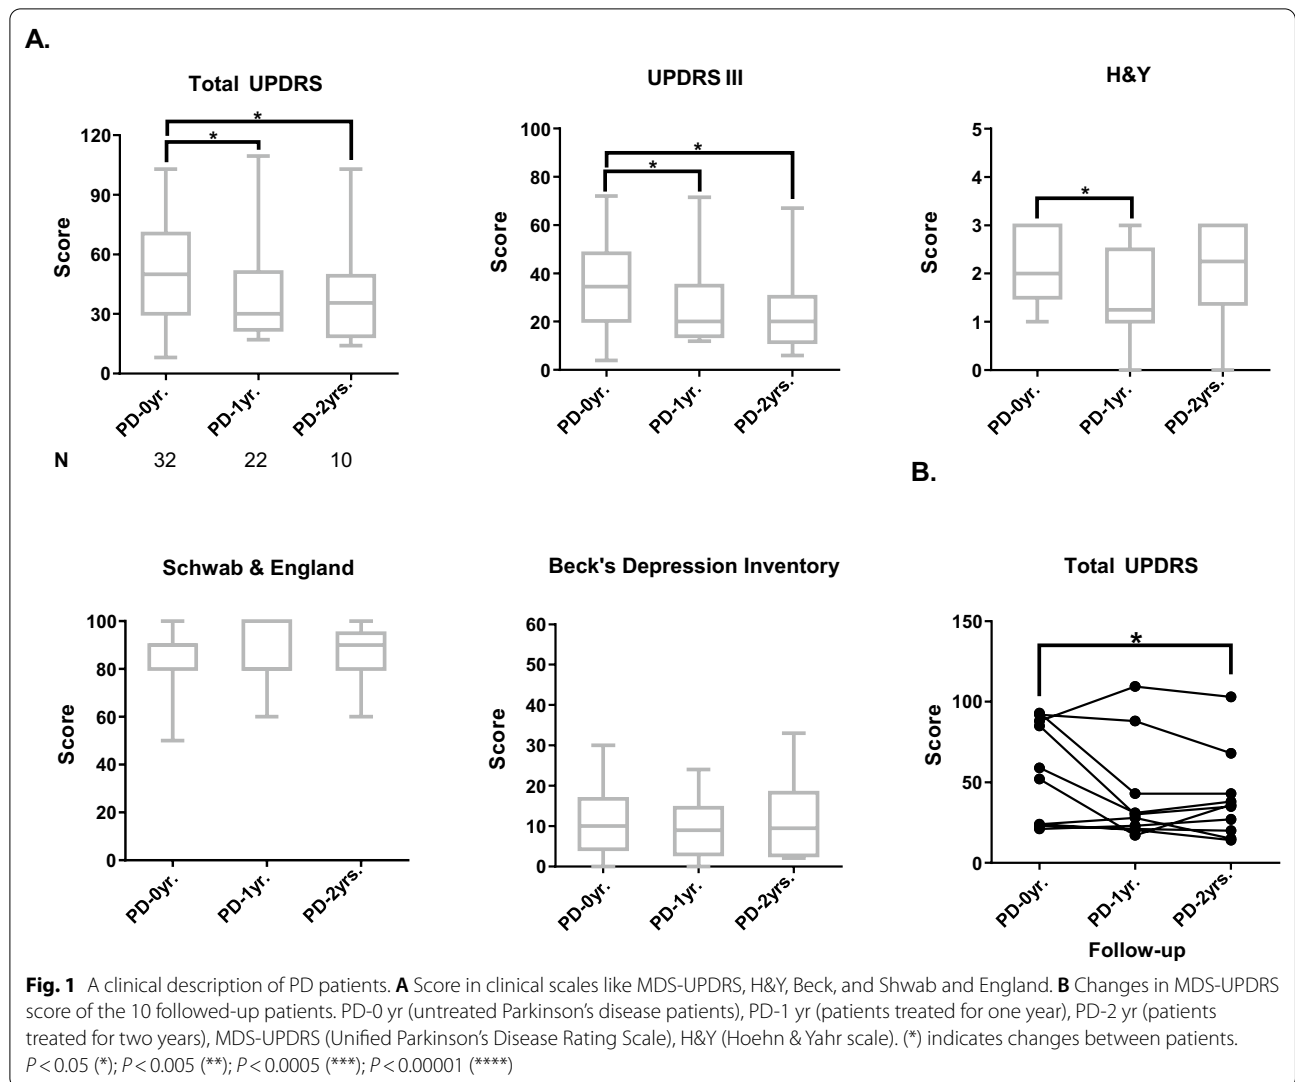 A.
Total UPDRS
*
*
120
90
60
30
0
Score
PD-0yr.
PD-1yr.
PD-2yrs.
N 32 22 10
UPDRS III
*
*
100
80
60
40
20
0
Score
PD-0yr.
PD-1yr.
PD-2yrs.
H&Y
*
5
4
3
2
1
0
Score
PD-0yr.
PD-1yr.
PD-2yrs.
Schwab & England
100
80
60
40
20
0
Score
PD-0yr.
PD-1yr.
PD-2yrs.
Beck's Depression Inventory
60
50
40
30
20
10
0
Score
PD-0yr.
PD-1yr.
PD-2yrs.
B.
Total UPDRS
*
150
100
50
0
Score
PD-0yr.
PD-1yr.
PD-2yrs.
Follow-up
Fig. 1 A clinical description of PD patients. A Score in clinical scales like MDS-UPDRS, H&Y, Beck, and Shwab and England. B Changes in MDS-UPDRS
score of the 10 followed-up patients. PD-0 yr (untreated Parkinson's disease patients), PD-1 yr (patients treated for one year), PD-2 yr (patients
treated for two years), MDS-UPDRS (Unified Parkinson's Disease Rating Scale), H&Y (Hoehn & Yahr scale). (*) indicates changes between patients.
P < 0.05 (*); P < 0.005 (**); P < 0.0005 (***); P < 0.00001 (****)